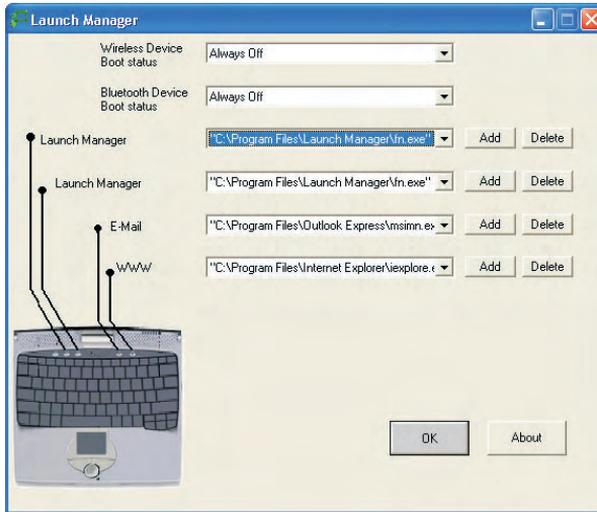 Launch Manager
Wireless Device
Boot status
Always Off
Bluetooth Device
Boot status
Always Off
Launch Manager
"C:\Program Files\Launch Manager\fn.exe"
Add
Delete
Launch Manager
"C:\Program Files\Launch Manager\fn.exe"
Add
Delete
E-Mail
"C:\Program Files\Outlook Express\msimn.ex
Add
Delete
WWW
"C:\Program Files\Internet Explorer\iexplore.e
Add
Delete
OK
About